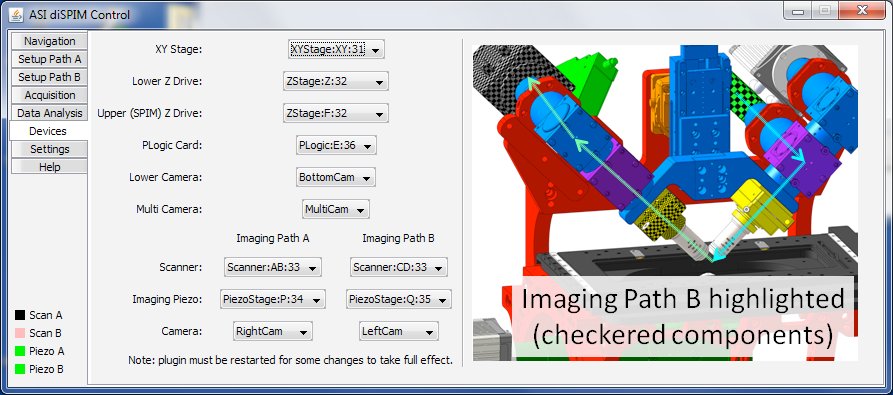 ASI diSPIM Control
Navigation
Setup Path A
Setup Path B
Acquisition
Data Analysis
Devices
Settings
Help
XY Stage: XYStage:XY:31
Lower Z Drive: ZStage:Z:32
Upper (SPIM) Z Drive: ZStage:F:32
PLogic Card: PLogic:E:36
Lower Camera: BottomCam
Multi Camera: MultiCam
Imaging Path A Imaging Path B
Scanner: Scanner:AB:33 Scanner:CD:33
Imaging Piezo: PiezoStage:P:34 PiezoStage:Q:35
Camera: RightCam LeftCam
Note: plugin must be restarted for some changes to take full effect.
Scan A
Scan B
Piezo A
Piezo B
Imaging Path B highlighted
(checkered components)